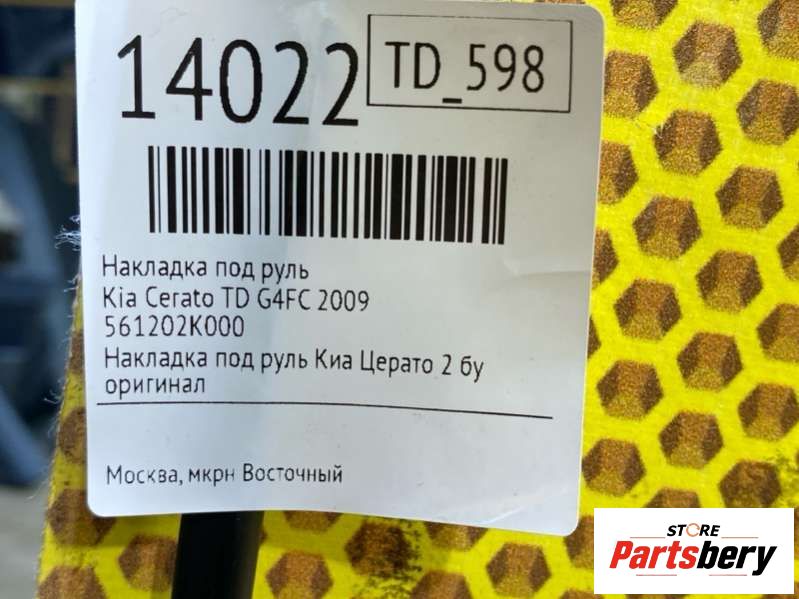 14022
TD_598
Накладка под руль
Kia Cerato TD G4FC 2009
561202K000
Накладка под руль Киа Церато 2 бу
оригинал
Москва, мкрн Восточный
STORE
Partsbery